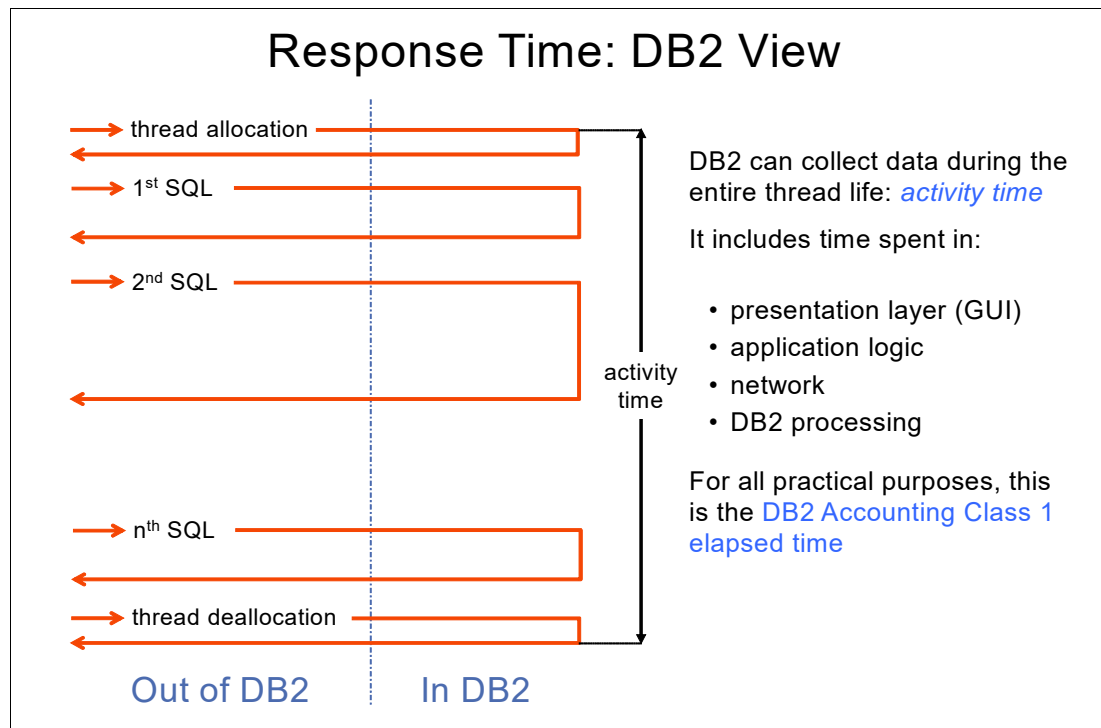 Response Time: DB2 View
thread allocation
1st SQL
2nd SQL
activity
time
nth SQL
thread deallocation
Out of DB2
In DB2
DB2 can collect data during the
entire thread life: activity time
It includes time spent in:
• presentation layer (GUI)
• application logic
• network
• DB2 processing
For all practical purposes, this
is the DB2 Accounting Class 1
elapsed time